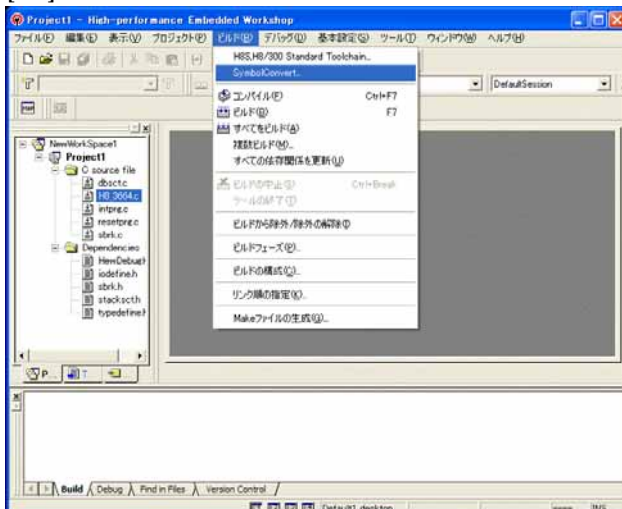 Project1 - High-performance Embedded Workshop
ファイル(F) 編集(E) 表示(V) プロジェクト(P) ビルド(B) デバッグ(D) 基本設定(S) ツール(T) ウィンドウ(W) ヘルプ(H)
H8S,H8/300 Standard Toolchain...
SymbolConvert...
DefaultSession
コンパイル(F) Ctrl+F7
ビルド(B) F7
すべてをビルド(A)
複数ビルド(M)...
すべての依存関係を更新(U)
ビルドの中止(S) Ctrl+Break
ツールの終了(T)
ビルドから除外/除外の解除(I)
ビルドフェーズ(P)...
ビルドの構成(C)...
リンク順の指定(K)...
Makeファイルの生成(G)...
NewWorkSpace1
Project1
C source file
dbsct.c
H8_3664.c
intprg.c
resetprg.c
sbrk.c
Dependencies
HewDebug
iodefine.h
sbrk.h
stacksct.h
typedefine.h
P... T
Build Debug Find in Files Version Control
Default1 desktop INS